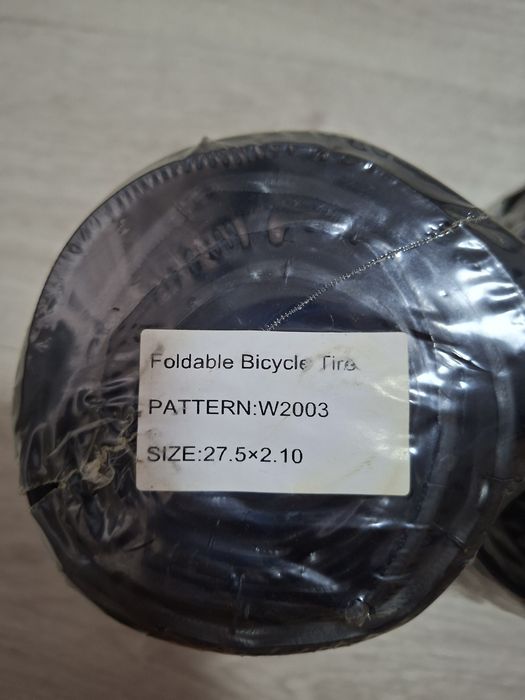 Foldable Bicycle Tire
PATTERN:W2003
SIZE:27.5×2.10